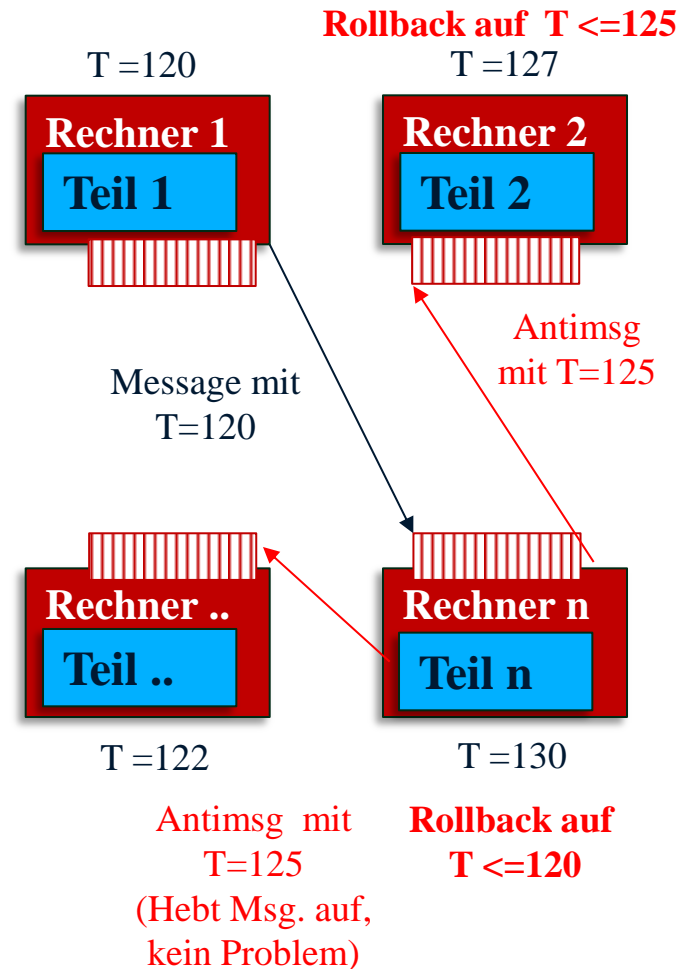 Rollback auf T <=125
T =120
T =127
Rechner 1
Teil 1
Rechner 2
Teil 2
Antimsg
mit T=125
Message mit
T=120
Rechner ..
Teil ..
Rechner n
Teil n
T =122
T =130
Antimsg mit
T=125
(Hebt Msg. auf,
kein Problem)
Rollback auf
T <=120